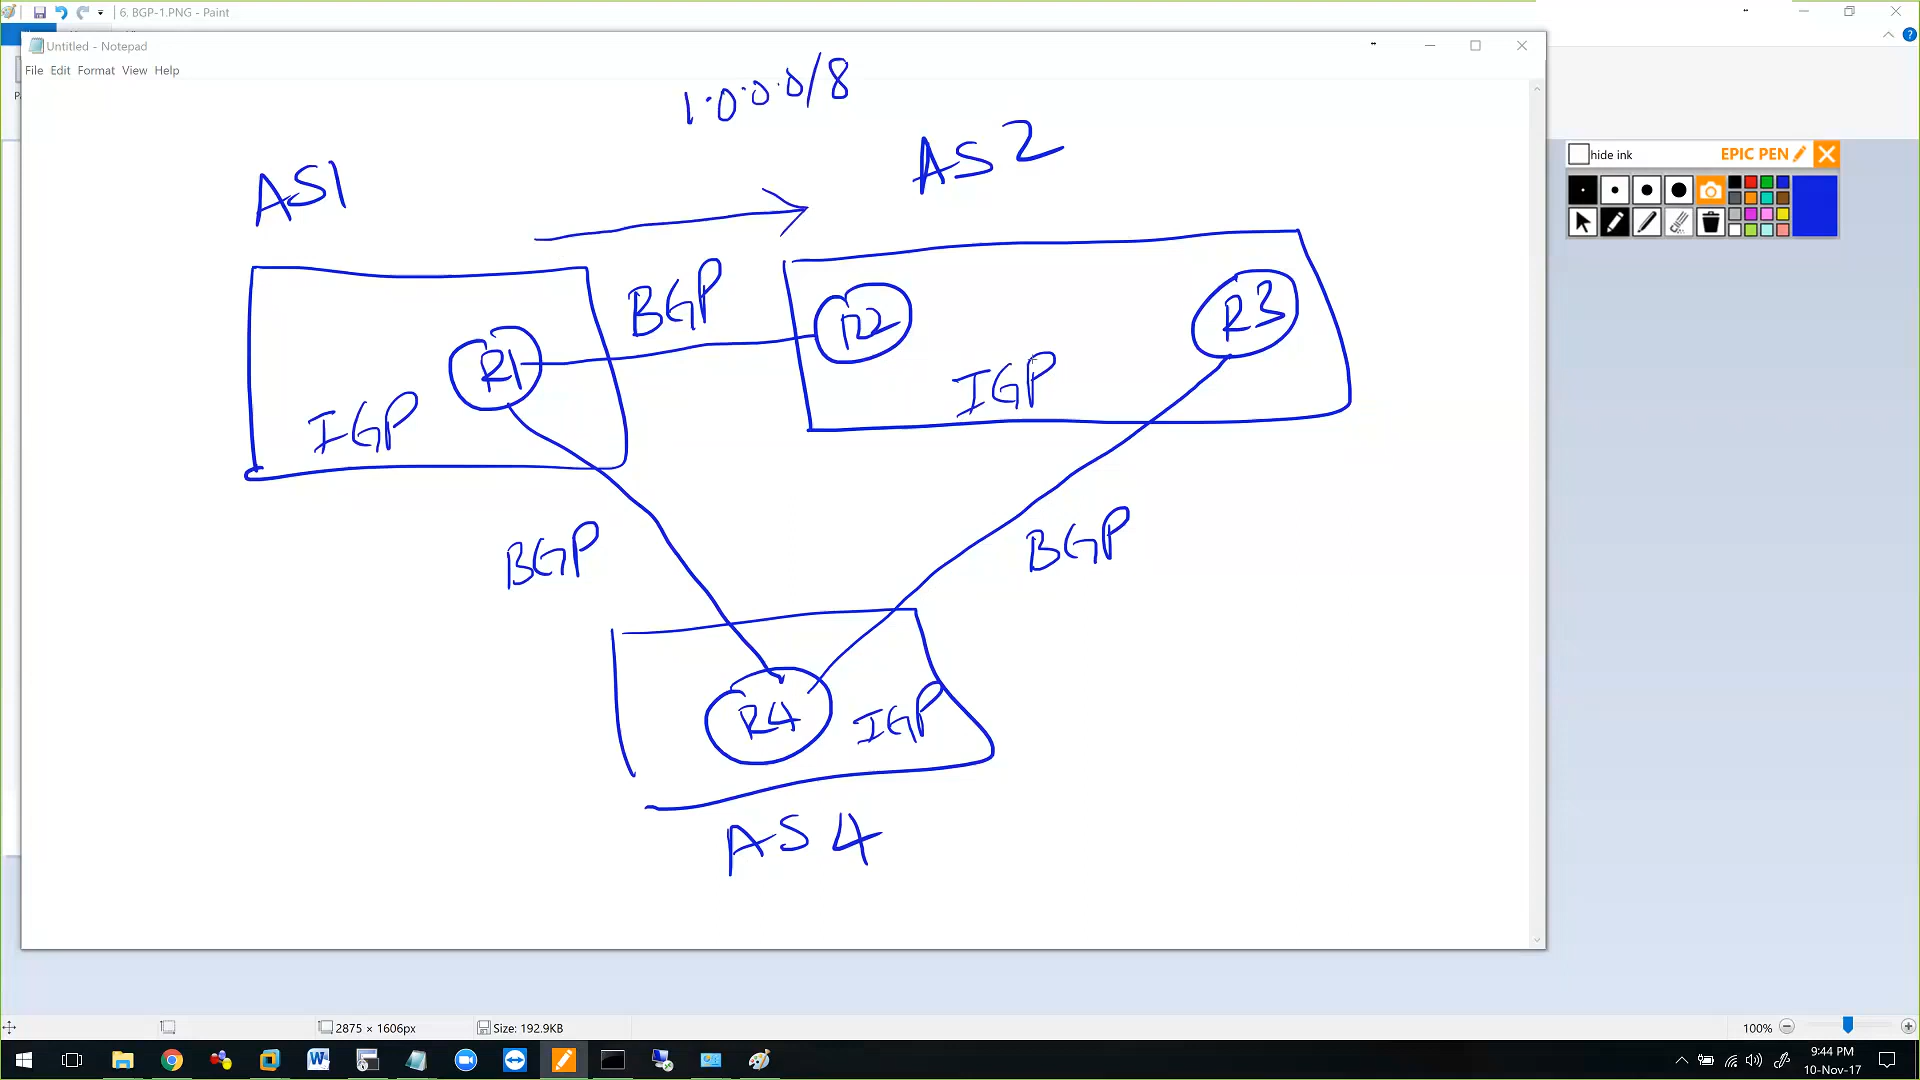 6. BGP-1.PNG - Paint
Untitled - Notepad
File Edit Format View Help
1.0.0.0/8
AS1
AS 2
hide ink
EPIC PEN
BGP
R1
R2
R3
IGP
IGP
BGP
BGP
R4
IGP
AS 4
2875 × 1606px
Size: 192.9KB
100%
9:44 PM
10-Nov-17